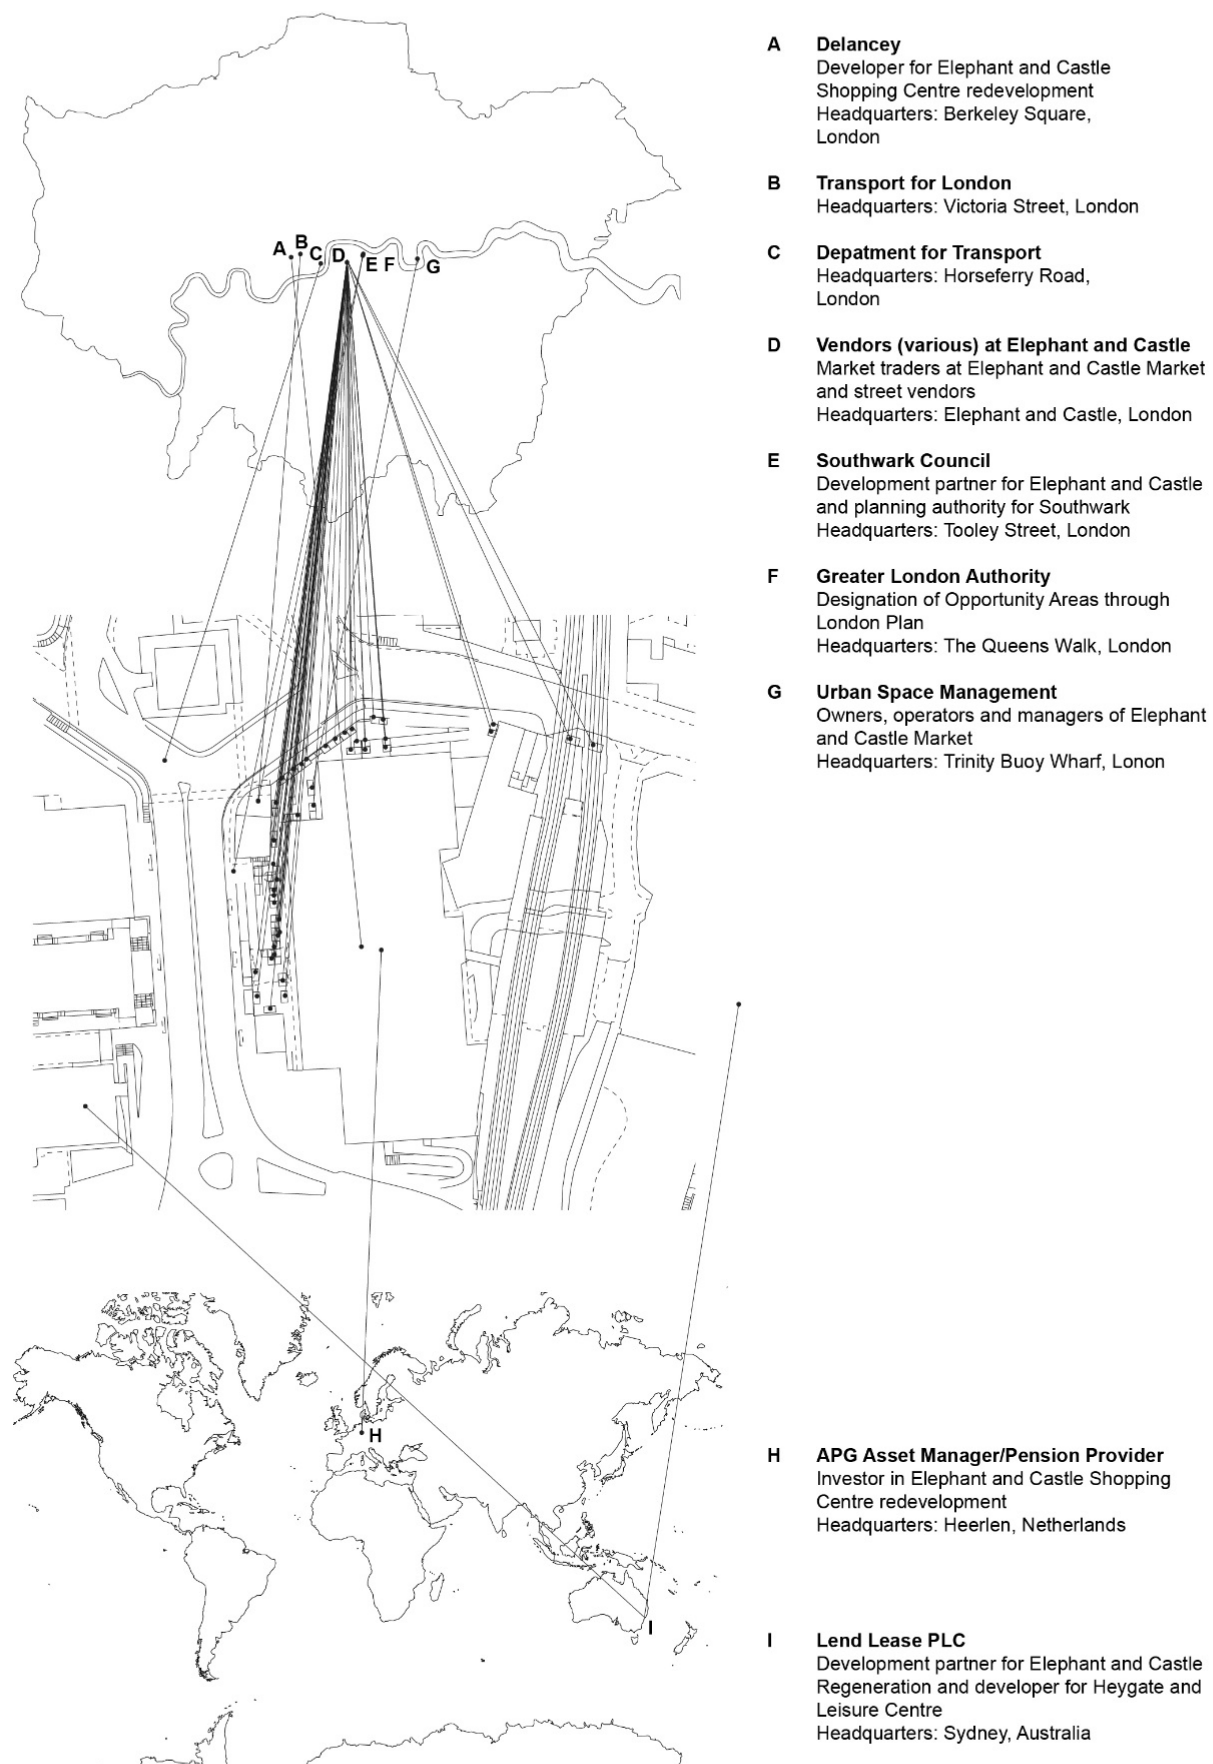 A
B
C
D
E
F
G
H
I
A Delancey
Developer for Elephant and Castle
Shopping Centre redevelopment
Headquarters: Berkeley Square,
London
B Transport for London
Headquarters: Victoria Street, London
C Depatment for Transport
Headquarters: Horseferry Road,
London
D Vendors (various) at Elephant and Castle
Market traders at Elephant and Castle Market
and street vendors
Headquarters: Elephant and Castle, London
E Southwark Council
Development partner for Elephant and Castle
and planning authority for Southwark
Headquarters: Tooley Street, London
F Greater London Authority
Designation of Opportunity Areas through
London Plan
Headquarters: The Queens Walk, London
G Urban Space Management
Owners, operators and managers of Elephant
and Castle Market
Headquarters: Trinity Buoy Wharf, Lonon
H APG Asset Manager/Pension Provider
Investor in Elephant and Castle Shopping
Centre redevelopment
Headquarters: Heerlen, Netherlands
I Lend Lease PLC
Development partner for Elephant and Castle
Regeneration and developer for Heygate and
Leisure Centre
Headquarters: Sydney, Australia